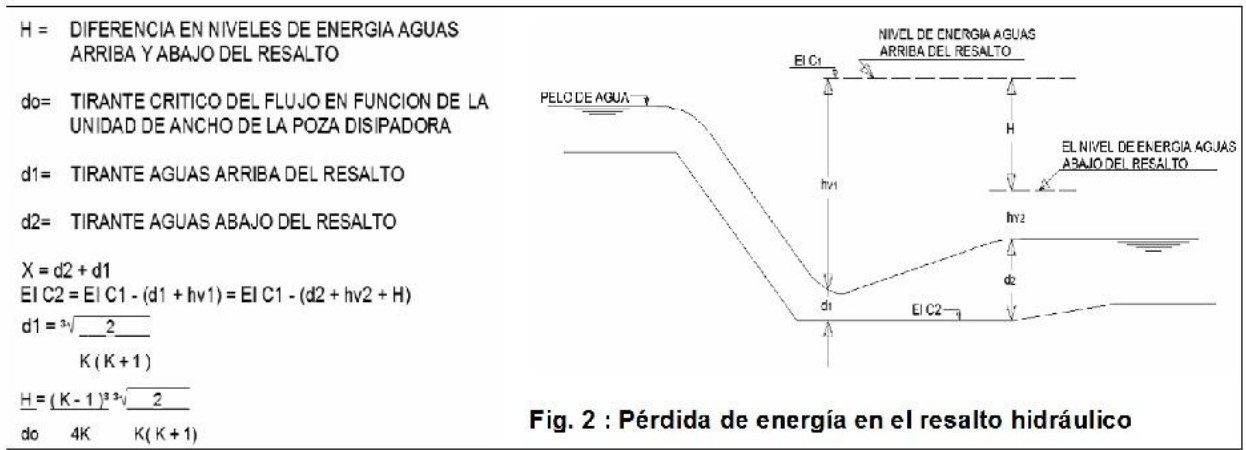 H = DIFERENCIA EN NIVELES DE ENERGIA AGUAS
ARRIBA Y ABAJO DEL RESALTO
do= TIRANTE CRITICO DEL FLUJO EN FUNCION DE LA
UNIDAD DE ANCHO DE LA POZA DISIPADORA
d1= TIRANTE AGUAS ARRIBA DEL RESALTO
d2= TIRANTE AGUAS ABAJO DEL RESALTO
X = d2 + d1
El C2 = El C1 - (d1 + hv1) = El C1 - (d2 + hv2 + H)
d1 = ³√ 2
K ( K + 1 )
H = ( K - 1 )³ ³√ 2
do 4K K( K + 1)
NIVEL DE ENERGIA AGUAS
ARRIBA DEL RESALTO
El C1
PELO DE AGUA
H
EL NIVEL DE ENERGIA AGUAS
ABAJO DEL RESALTO
hv1
hv2
d2
d1
El C2
Fig. 2 : Pérdida de energía en el resalto hidráulico